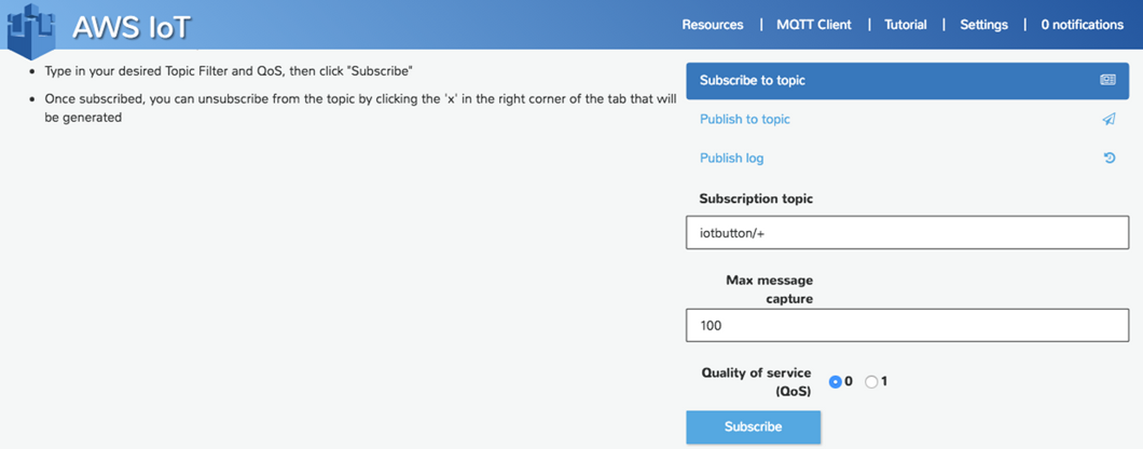 AWS IoT
Resources | MQTT Client | Tutorial | Settings | 0 notifications
• Type in your desired Topic Filter and QoS, then click "Subscribe"
• Once subscribed, you can unsubscribe from the topic by clicking the 'x' in the right corner of the tab that will
be generated
Subscribe to topic
Publish to topic
Publish log
Subscription topic
iotbutton/+
Max message
capture
100
Quality of service
(QoS)
0 1
Subscribe